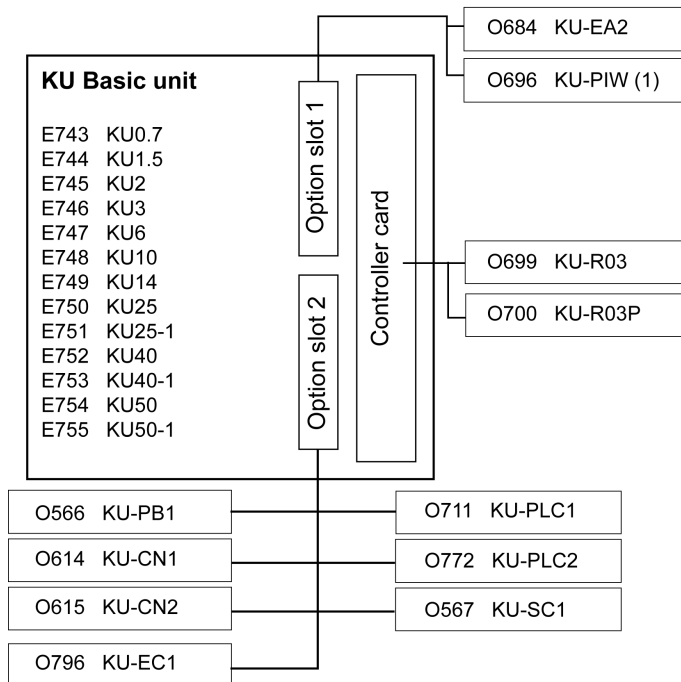 O684 KU-EA2
O696 KU-PIW (1)
KU Basic unit
E743 KU0.7
E744 KU1.5
E745 KU2
E746 KU3
E747 KU6
E748 KU10
E749 KU14
E750 KU25
E751 KU25-1
E752 KU40
E753 KU40-1
E754 KU50
E755 KU50-1
Option slot 1
Option slot 2
Controller card
O699 KU-R03
O700 KU-R03P
O566 KU-PB1
O711 KU-PLC1
O614 KU-CN1
O772 KU-PLC2
O615 KU-CN2
O567 KU-SC1
O796 KU-EC1